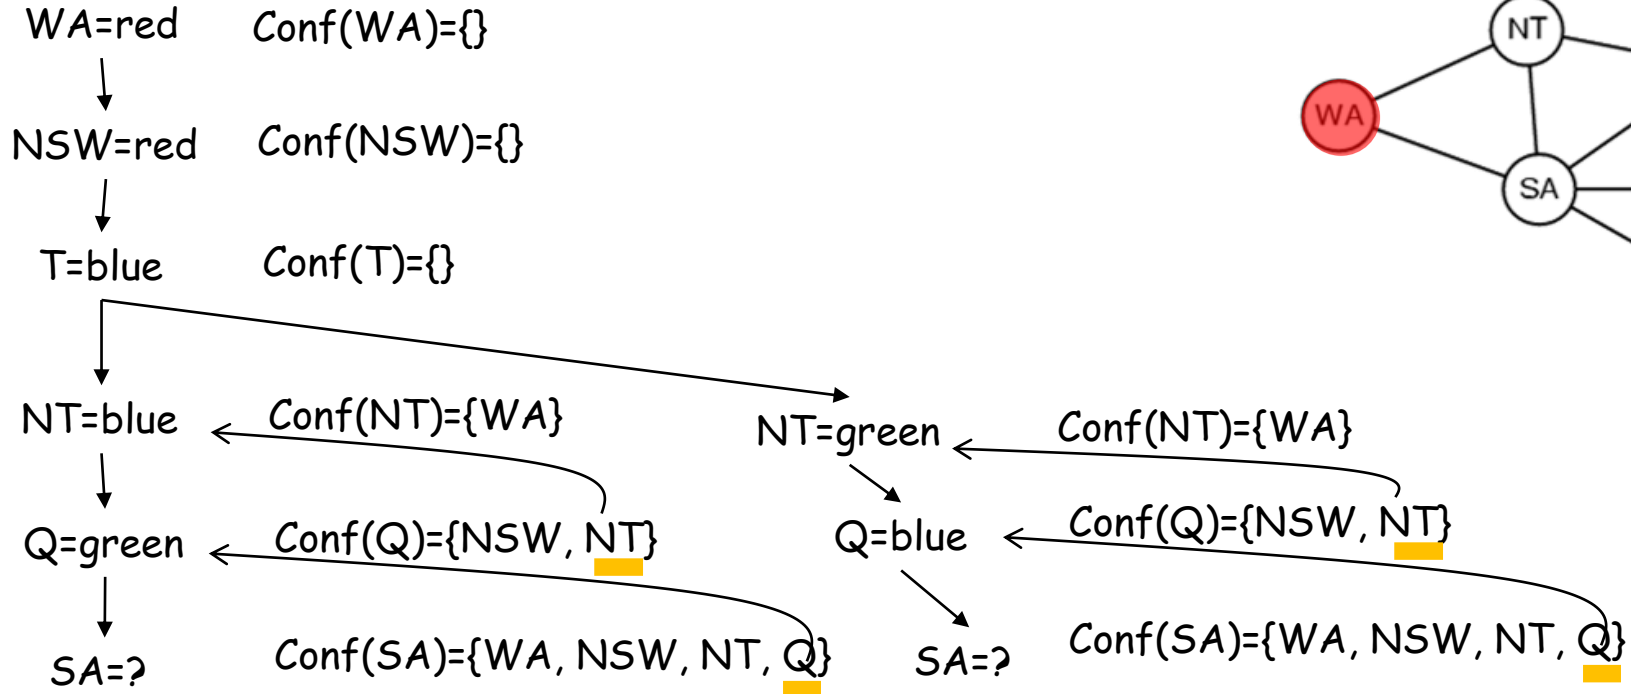 WA=red Conf(WA)={}
NT
WA
NSW=red Conf(NSW)={}
SA
T=blue Conf(T)={}
NT=blue Conf(NT)={WA} NT=green Conf(NT)={WA}
Q=green Conf(Q)={NSW, NT} Q=blue Conf(Q)={NSW, NT}
SA=? Conf(SA)={WA, NSW, NT, Q} SA=? Conf(SA)={WA, NSW, NT, Q}